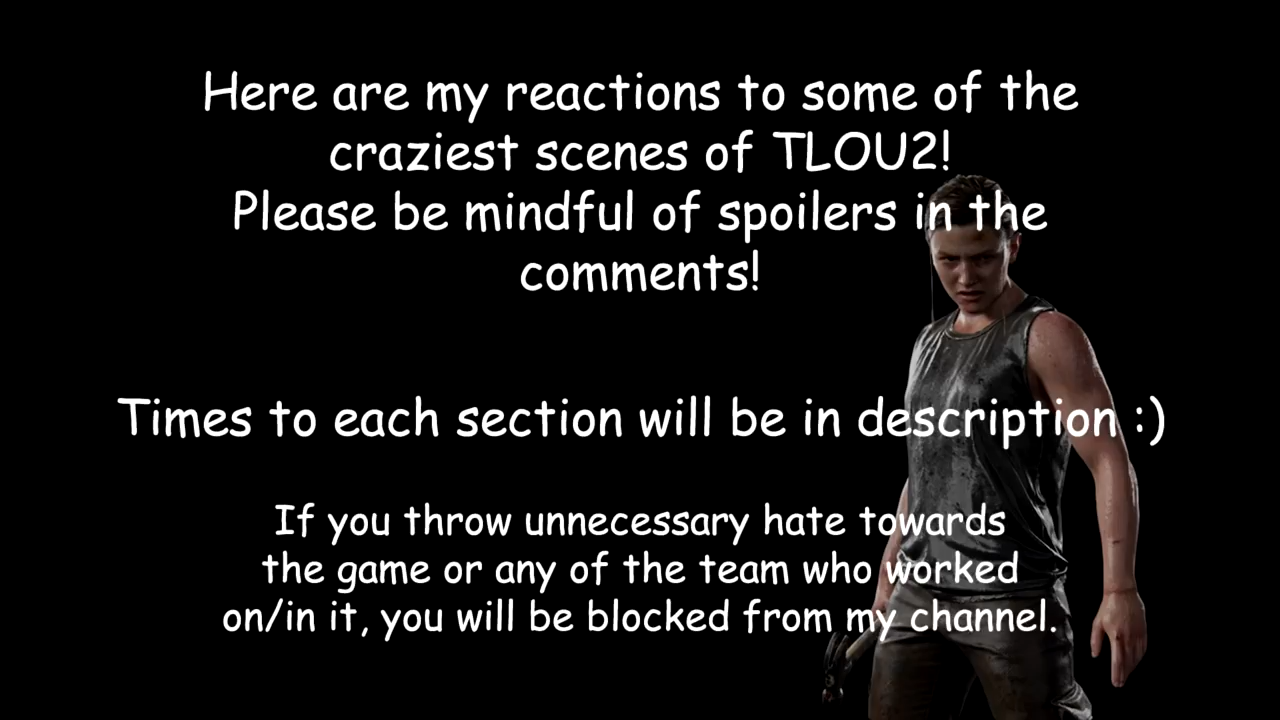 Here are my reactions to some of the
craziest scenes of TLOU2!
Please be mindful of spoilers in the
comments!
Times to each section will be in description :)
If you throw unnecessary hate towards
the game or any of the team who worked
on/in it, you will be blocked from my channel.